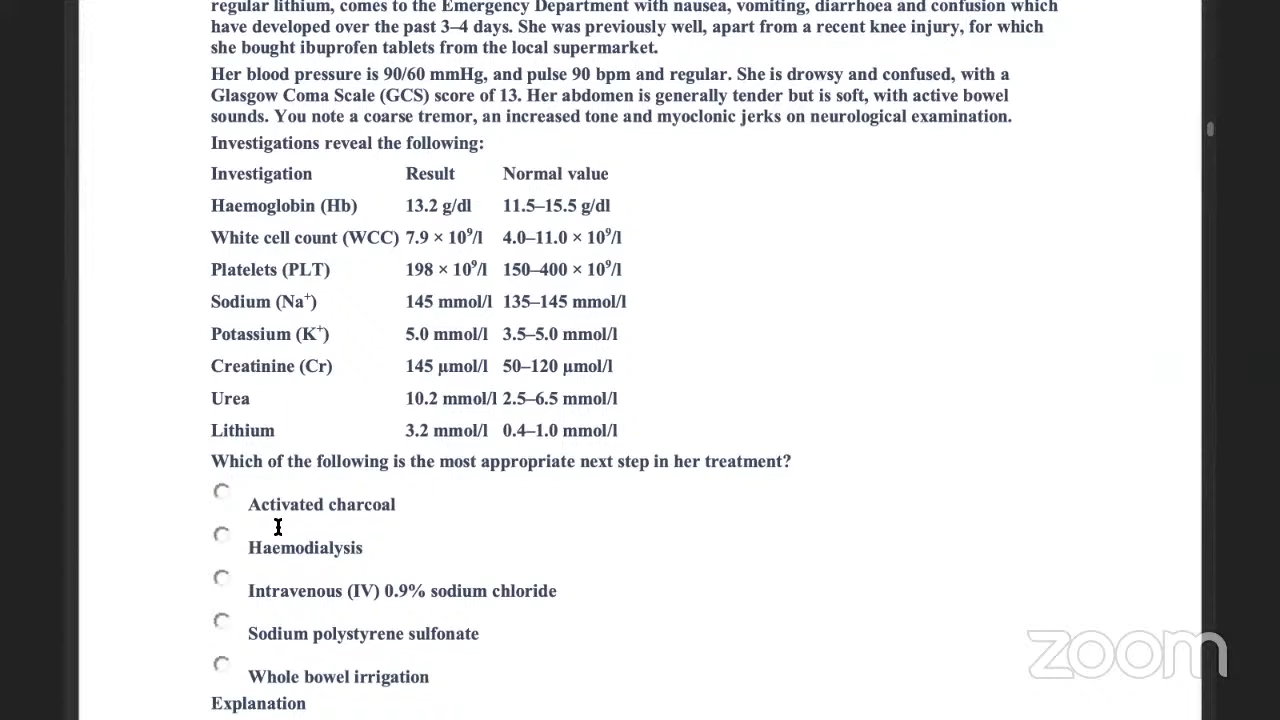 regular lithium, comes to the Emergency Department with nausea, vomiting, diarrhoea and confusion which
have developed over the past 3–4 days. She was previously well, apart from a recent knee injury, for which
she bought ibuprofen tablets from the local supermarket.
Her blood pressure is 90/60 mmHg, and pulse 90 bpm and regular. She is drowsy and confused, with a
Glasgow Coma Scale (GCS) score of 13. Her abdomen is generally tender but is soft, with active bowel
sounds. You note a coarse tremor, an increased tone and myoclonic jerks on neurological examination.
Investigations reveal the following:
Investigation Result Normal value
Haemoglobin (Hb) 13.2 g/dl 11.5–15.5 g/dl
White cell count (WCC) 7.9 × 10⁹/l 4.0–11.0 × 10⁹/l
Platelets (PLT) 198 × 10⁹/l 150–400 × 10⁹/l
Sodium (Na⁺) 145 mmol/l 135–145 mmol/l
Potassium (K⁺) 5.0 mmol/l 3.5–5.0 mmol/l
Creatinine (Cr) 145 µmol/l 50–120 µmol/l
Urea 10.2 mmol/l 2.5–6.5 mmol/l
Lithium 3.2 mmol/l 0.4–1.0 mmol/l
Which of the following is the most appropriate next step in her treatment?
Activated charcoal
Haemodialysis
Intravenous (IV) 0.9% sodium chloride
Sodium polystyrene sulfonate
Whole bowel irrigation
Explanation
zoom